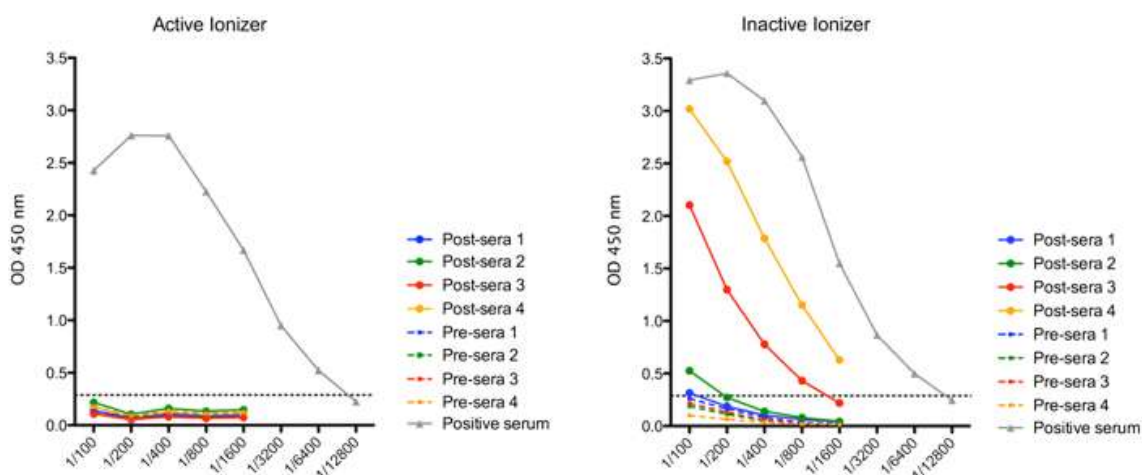 Active Ionizer
3.5
3.0
2.5
2.0
1.5
1.0
0.5
0.0
OD 450 nm
1/100
1/200
1/400
1/800
1/1600
1/3200
1/6400
1/12800
Post-sera 1
Post-sera 2
Post-sera 3
Post-sera 4
Pre-sera 1
Pre-sera 2
Pre-sera 3
Pre-sera 4
Positive serum
Inactive Ionizer
3.5
3.0
2.5
2.0
1.5
1.0
0.5
0.0
OD 450 nm
1/100
1/200
1/400
1/800
1/1600
1/3200
1/6400
1/12800
Post-sera 1
Post-sera 2
Post-sera 3
Post-sera 4
Pre-sera 1
Pre-sera 2
Pre-sera 3
Pre-sera 4
Positive serum